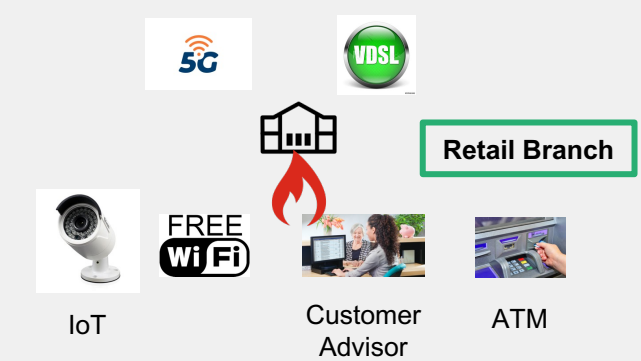 5G
VDSL
Retail Branch
FREE
WiFi
IoT
Customer
Advisor
ATM